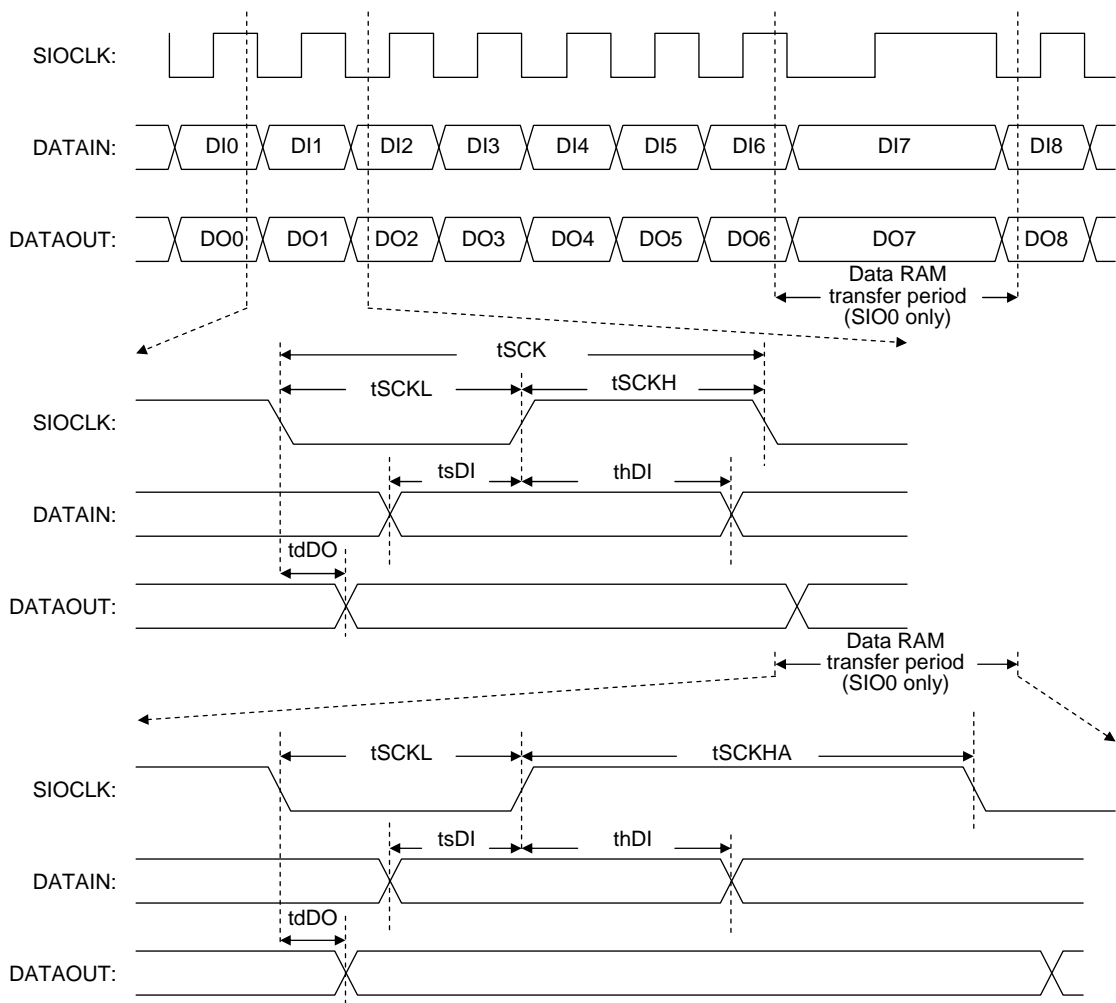 SIOCLK:
DATAIN: DI0 DI1 DI2 DI3 DI4 DI5 DI6 DI7 DI8
DATAOUT: DO0 DO1 DO2 DO3 DO4 DO5 DO6 DO7 DO8
Data RAM
transfer period
(SIO0 only)
tSCK
tSCKL tSCKH
SIOCLK:
tsDI thDI
DATAIN:
tdDO
DATAOUT:
Data RAM
transfer period
(SIO0 only)
tSCKL tSCKHA
SIOCLK:
tsDI thDI
DATAIN:
tdDO
DATAOUT: